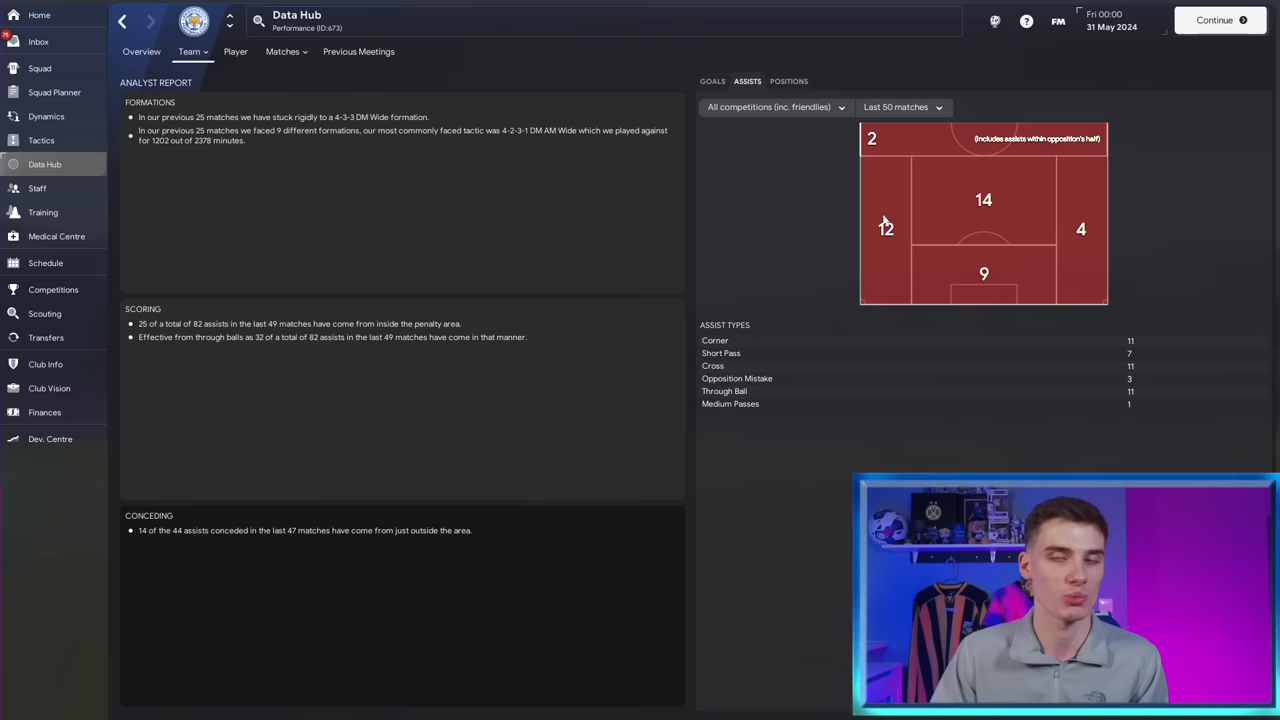 Home
75
Inbox
Squad
Squad Planner
Dynamics
Tactics
Data Hub
Staff
Training
Medical Centre
Schedule
Competitions
Scouting
Transfers
Club Info
Club Vision
Finances
Dev. Centre
Data Hub
Performance (ID:673)
?
FM
Fri 00:00
31 May 2024
Continue
Overview
Team
Player
Matches
Previous Meetings
ANALYST REPORT
FORMATIONS
In our previous 25 matches we have stuck rigidly to a 4-3-3 DM Wide formation.
In our previous 25 matches we faced 9 different formations, our most commonly faced tactic was 4-2-3-1 DM AM Wide which we played against
for 1202 out of 2378 minutes.
SCORING
25 of a total of 82 assists in the last 49 matches have come from inside the penalty area.
Effective from through balls as 32 of a total of 82 assists in the last 49 matches have come in that manner.
CONCEDING
14 of the 44 assists conceded in the last 47 matches have come from just outside the area.
GOALS ASSISTS POSITIONS
All competitions (inc. friendlies)
Last 50 matches
2
(Includes assists within opposition's half)
14
12
4
9
ASSIST TYPES
Corner 11
Short Pass 7
Cross 11
Opposition Mistake 3
Through Ball 11
Medium Passes 1
BVB
09